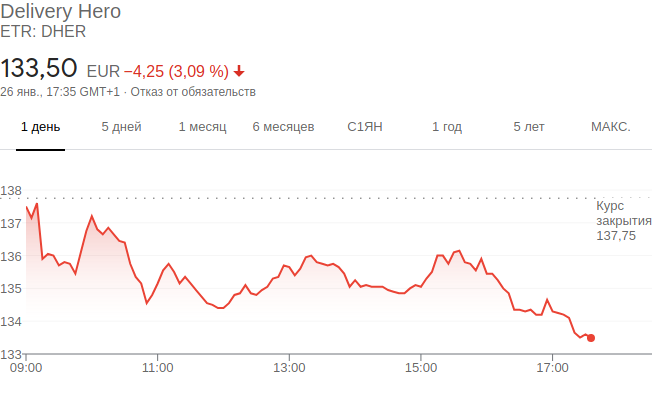 Delivery Hero
ETR: DHER
133,50 EUR −4,25 (3,09 %)
26 янв., 17:35 GMT+1 · Отказ от обязательств
1 день 5 дней 1 месяц 6 месяцев С1ЯН 1 год 5 лет МАКС.
138
Курс
закрытия
137,75
137
136
135
134
133
09:00 11:00 13:00 15:00 17:00